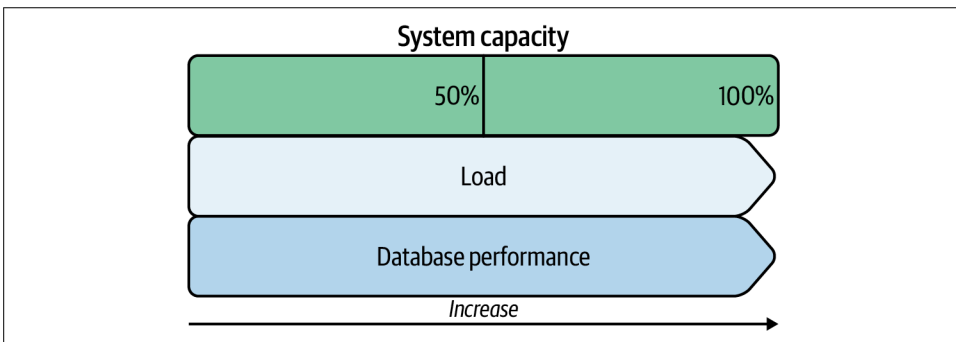 System capacity
50% 100%
Load
Database performance
Increase